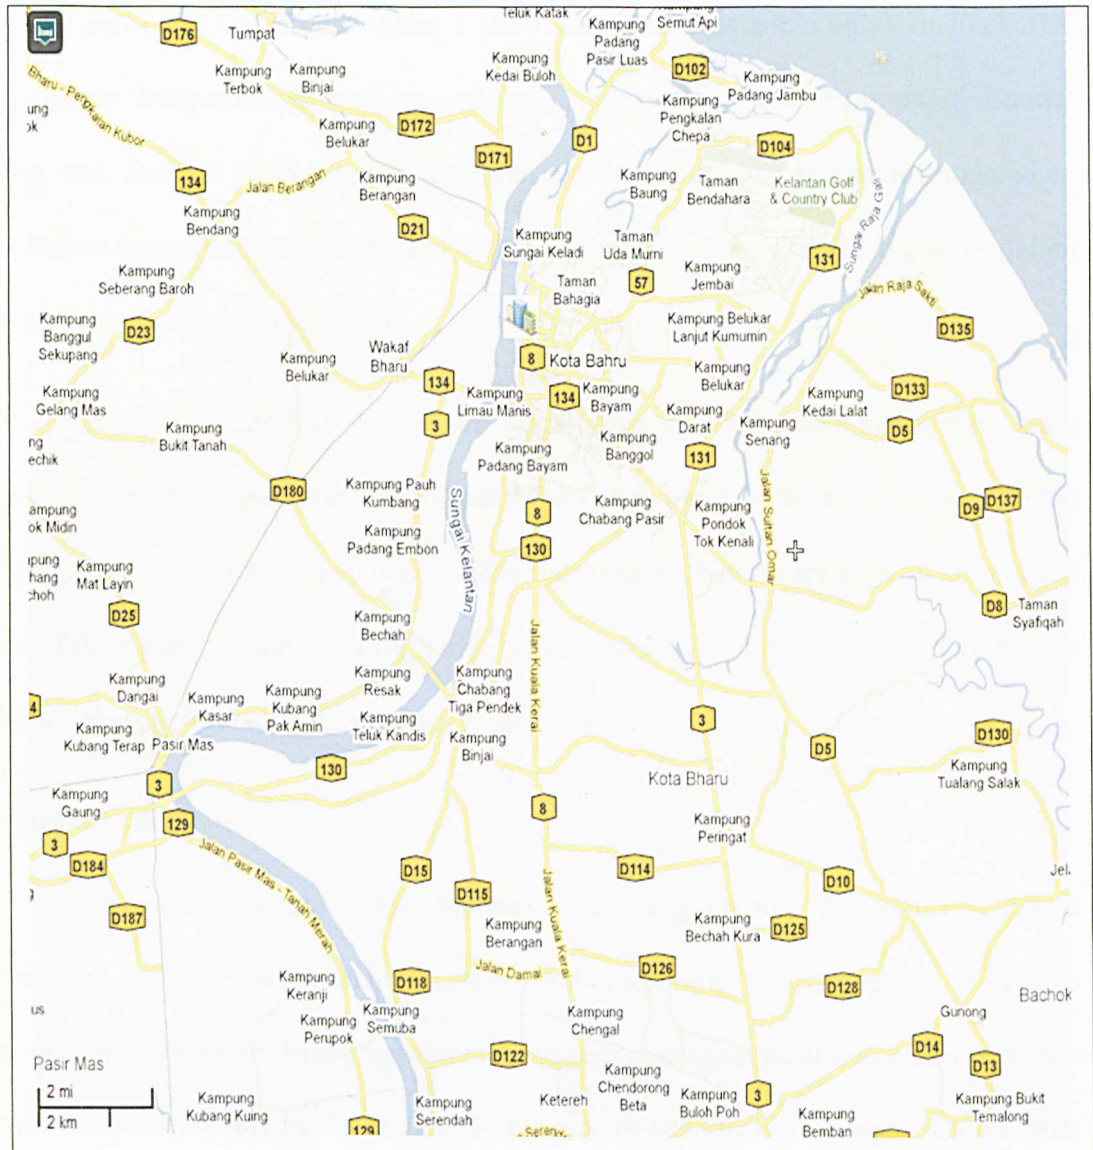 Teluk Katak
Kampung
Semut Api
D176
Tumpat
Kampung
Padang
Pasir Luas
Kampung
Terbok
Kampung
Binjai
Kampung
Kedai Buloh
D102
Kampung
Padang Jambu
Bharu - Pengkalan Kubor
Kampung
Belukar
D172
D171
D1
Kampung
Pengkalan
Chepa
D104
134
Jalan Berangan
Kampung
Berangan
Kampung
Baung
Taman
Bendahara
Kelantan Golf
& Country Club
Sungai Raja Gali
Kampung
Bendang
D21
Kampung
Sungai Keladi
Taman
Uda Murni
131
Kampung
Seberang Baroh
57
Kampung
Jembai
Taman
Bahagia
Jalan Raja Sakti
Kampung
Banggul
Sekupang
D23
Kampung Belukar
Lanjut Kumumin
D135
Kampung
Belukar
Wakaf
Bharu
8
Kota Bahru
134
Kampung
Limau Manis
134
Kampung
Bayam
Kampung
Belukar
D133
Kampung
Gelang Mas
3
Kampung
Darat
Kampung
Kedai Lalat
Kampung
Senang
D5
Kampung
Bukit Tanah
Kampung
Padang Bayam
Kampung
Banggol
131
D180
Kampung Pauh
Kumbang
8
Kampung
Chabang Pasir
Kampung
Pondok
Tok Kenali
Jalan Sultan Omar
D9
D137
ampung
ok Midin
Kampung
Padang Embon
Sungai Kelantan
130
Kampung
Mat Layin
D25
Kampung
Bechah
D8
Taman
Syafiqah
Jalan Kuala Kerai
Kampung
Dangai
Kampung
Kasar
Kampung
Kubang
Pak Amin
Kampung
Resak
Kampung
Chabang
Tiga Pendek
4
Kampung
Kubang Terap
Pasir Mas
Kampung
Teluk Kandis
Kampung
Binjai
3
D5
D130
130
Kota Bharu
Kampung
Tualang Salak
3
Kampung
Gaung
8
129
Kampung
Peringat
3
D184
Jalan Pasir Mas - Tanah Merah
D15
D115
D114
D10
Jel.
D187
Jalan Kuala Kerai
Kampung
Berangan
Kampung
Bechah Kura
D125
Kampung
Keranji
D118
Jalan Damai
D126
D128
Bachok
us
Kampung
Perupok
Kampung
Semuba
Kampung
Chengal
Gunong
D14
Pasir Mas
D122
D13
2 mi
2 km
Kampung
Kubang Kuing
Kampung
Serendah
Ketereh
Kampung
Chendorong
Beta
Kampung
Buloh Poh
3
Kampung
Bemban
Kampung Bukit
Temalong
129